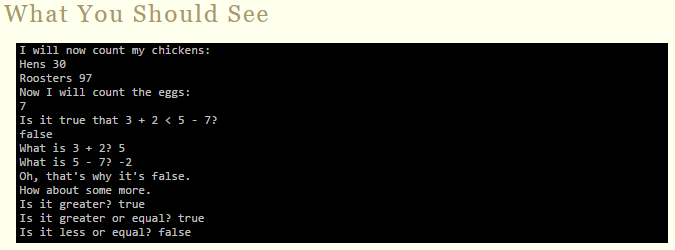 What You Should See
I will now count my chickens:
Hens 30
Roosters 97
Now I will count the eggs:
7
Is it true that 3 + 2 < 5 - 7?
false
What is 3 + 2? 5
What is 5 - 7? -2
Oh, that's why it's false.
How about some more.
Is it greater? true
Is it greater or equal? true
Is it less or equal? false